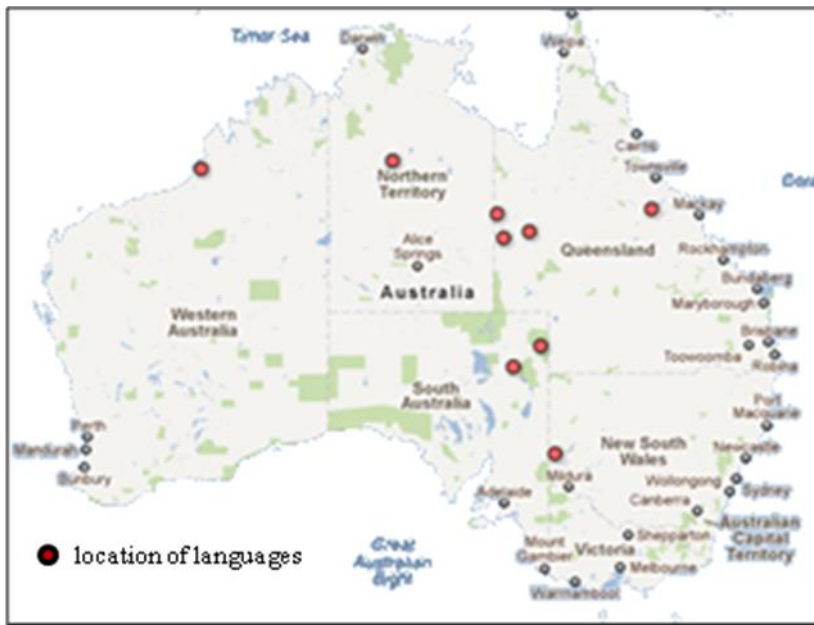 Timor Sea
Darwin
Weipa
Cairns
Townsville
Northern
Territory
Mackay
Alice
Springs
Queensland
Rockhampton
Bundaberg
Maryborough
Australia
Western
Australia
Brisbane
Toowoomba
Robina
South
Australia
Port
Macquarie
Perth
Mandurah
Bunbury
New South
Wales
Newcastle
Mildura
Wollongong
Sydney
Adelaide
Canberra
Australian
Capital
Territory
Great
Australian
Bight
Mount
Gambier
Shepparton
Victoria
Melbourne
Warrnambool
location of languages